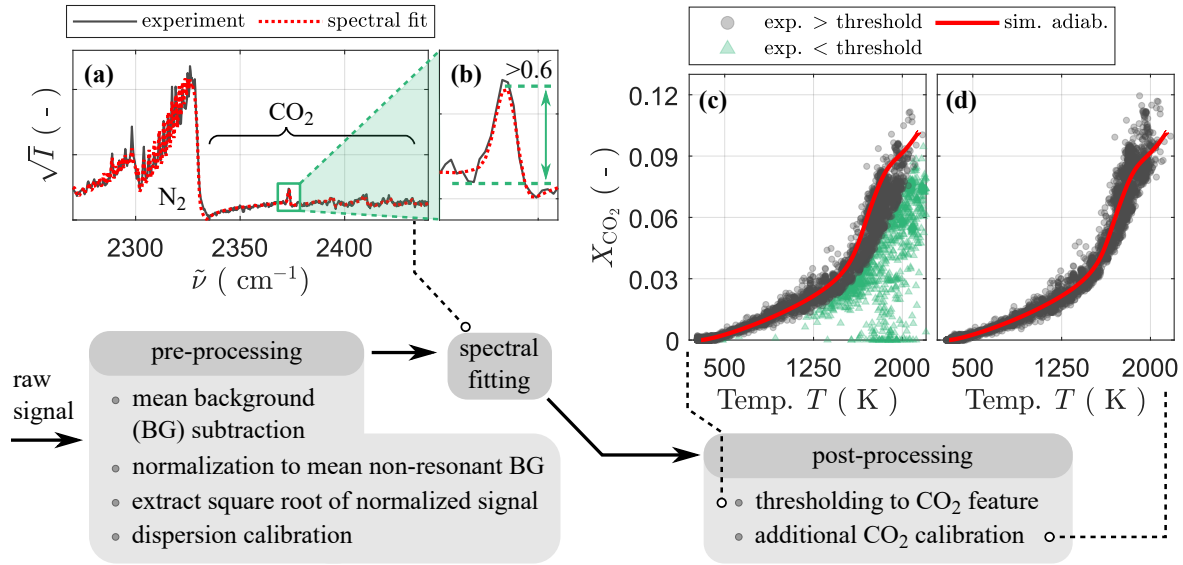 experiment
spectral fit
exp. > threshold
sim. adiab.
exp. < threshold
(a)
(b)
>0.6
CO₂
N₂
√I ( - )
2300
2350
2400
ν̃ ( cm⁻¹ )
(c)
(d)
X_CO₂ ( - )
0.12
0.09
0.06
0.03
0
500
1250
2000
500
1250
2000
Temp. T ( K )
Temp. T ( K )
raw
signal
pre-processing
mean background
(BG) subtraction
normalization to mean non-resonant BG
extract square root of normalized signal
dispersion calibration
spectral
fitting
post-processing
thresholding to CO₂ feature
additional CO₂ calibration